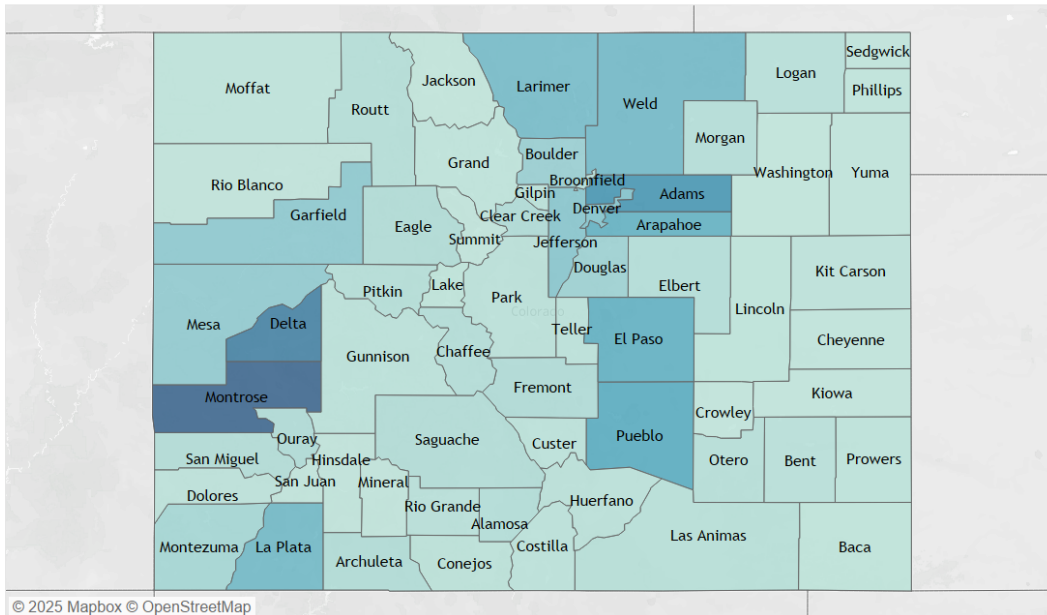 Sedgwick
Logan
Jackson
Larimer
Moffat
Phillips
Weld
Routt
Morgan
Boulder
Grand
Washington
Yuma
Broomfield
Rio Blanco
Gilpin
Adams
Denver
Garfield
Clear Creek
Arapahoe
Eagle
Summit
Jefferson
Douglas
Kit Carson
Lake
Elbert
Pitkin
Park
Lincoln
Colorado
Mesa
Delta
Teller
El Paso
Cheyenne
Chaffee
Gunnison
Fremont
Kiowa
Montrose
Crowley
Pueblo
Ouray
Saguache
Custer
San Miguel
Hinsdale
Otero
Bent
Prowers
San Juan
Mineral
Dolores
Huerfano
Rio Grande
Alamosa
Las Animas
Montezuma
La Plata
Costilla
Baca
Archuleta
Conejos
© 2025 Mapbox © OpenStreetMap